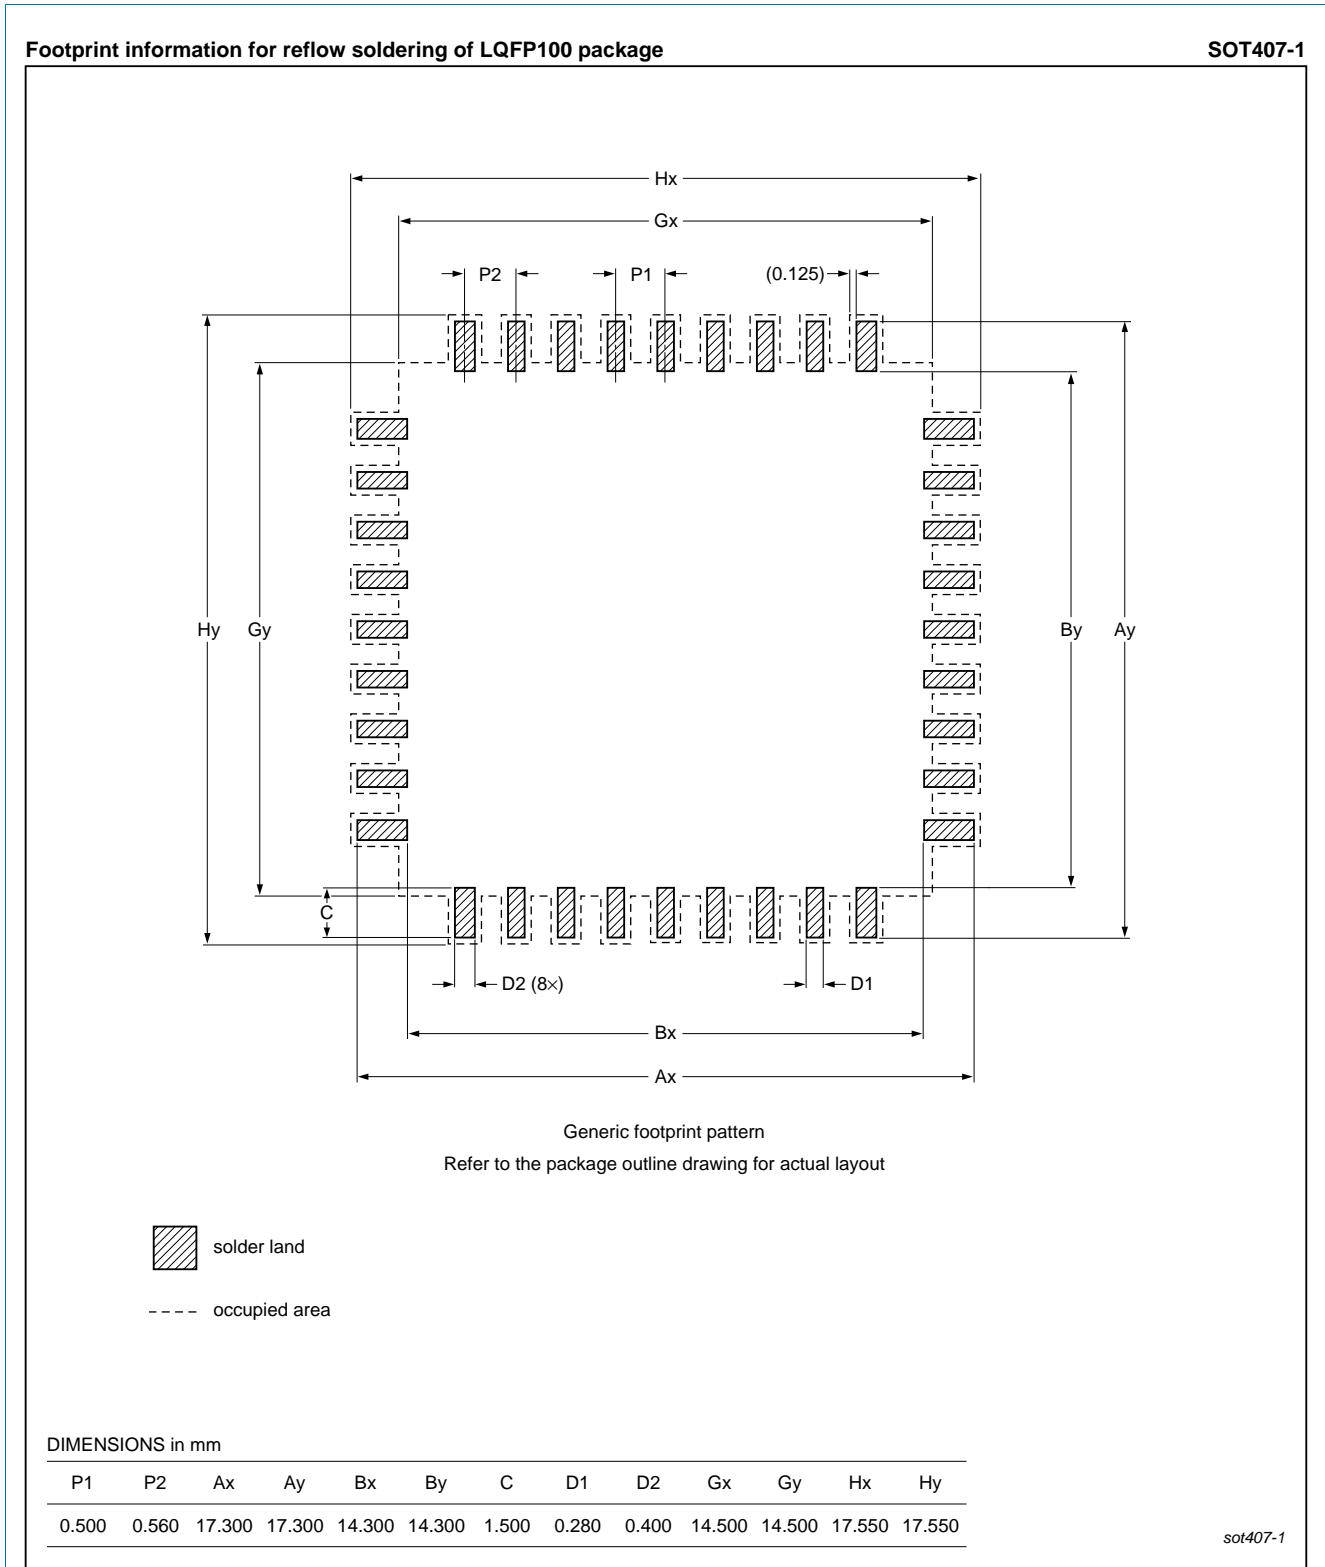 Footprint information for reflow soldering of LQFP100 package SOT407-1
Hx
Gx
P2 P1 (0.125)
Hy Gy By Ay
C
D2 (8×) D1
Bx
Ax
Generic footprint pattern
Refer to the package outline drawing for actual layout
solder land
occupied area
DIMENSIONS in mm
P1 P2 Ax Ay Bx By C D1 D2 Gx Gy Hx Hy
0.500 0.560 17.300 17.300 14.300 14.300 1.500 0.280 0.400 14.500 14.500 17.550 17.550
sot407-1